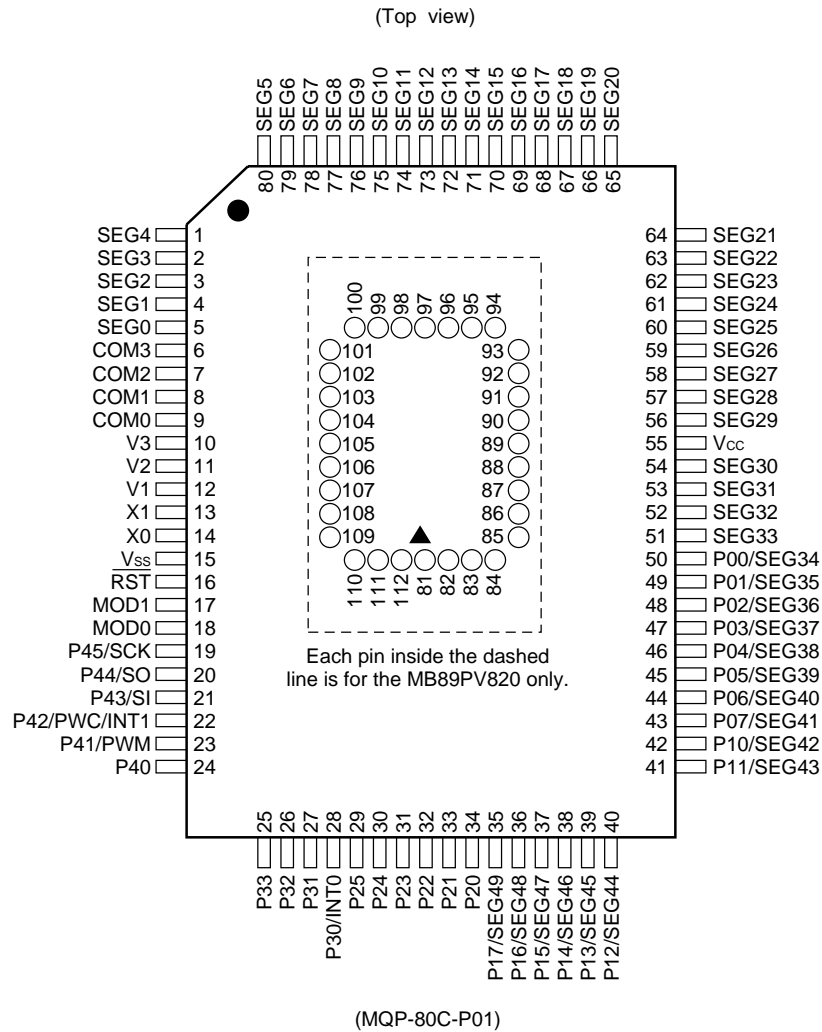 (Top view)
SEG5
SEG6
SEG7
SEG8
SEG9
SEG10
SEG11
SEG12
SEG13
SEG14
SEG15
SEG16
SEG17
SEG18
SEG19
SEG20
80
79
78
77
76
75
74
73
72
71
70
69
68
67
66
65
SEG4 1
SEG3 2
SEG2 3
SEG1 4
SEG0 5
COM3 6
COM2 7
COM1 8
COM0 9
V3 10
V2 11
V1 12
X1 13
X0 14
Vss 15
RST 16
MOD1 17
MOD0 18
P45/SCK 19
P44/SO 20
P43/SI 21
P42/PWC/INT1 22
P41/PWM 23
P40 24
100
99
98
97
96
95
94
101 93
102 92
103 91
104 90
105 89
106 88
107 87
108 86
109 85
110
111
112
81
82
83
84
Each pin inside the dashed
line is for the MB89PV820 only.
64 SEG21
63 SEG22
62 SEG23
61 SEG24
60 SEG25
59 SEG26
58 SEG27
57 SEG28
56 SEG29
55 Vcc
54 SEG30
53 SEG31
52 SEG32
51 SEG33
50 P00/SEG34
49 P01/SEG35
48 P02/SEG36
47 P03/SEG37
46 P04/SEG38
45 P05/SEG39
44 P06/SEG40
43 P07/SEG41
42 P10/SEG42
41 P11/SEG43
25
26
27
28
29
30
31
32
33
34
35
36
37
38
39
40
P33
P32
P31
P30/INT0
P25
P24
P23
P22
P21
P20
P17/SEG49
P16/SEG48
P15/SEG47
P14/SEG46
P13/SEG45
P12/SEG44
(MQP-80C-P01)